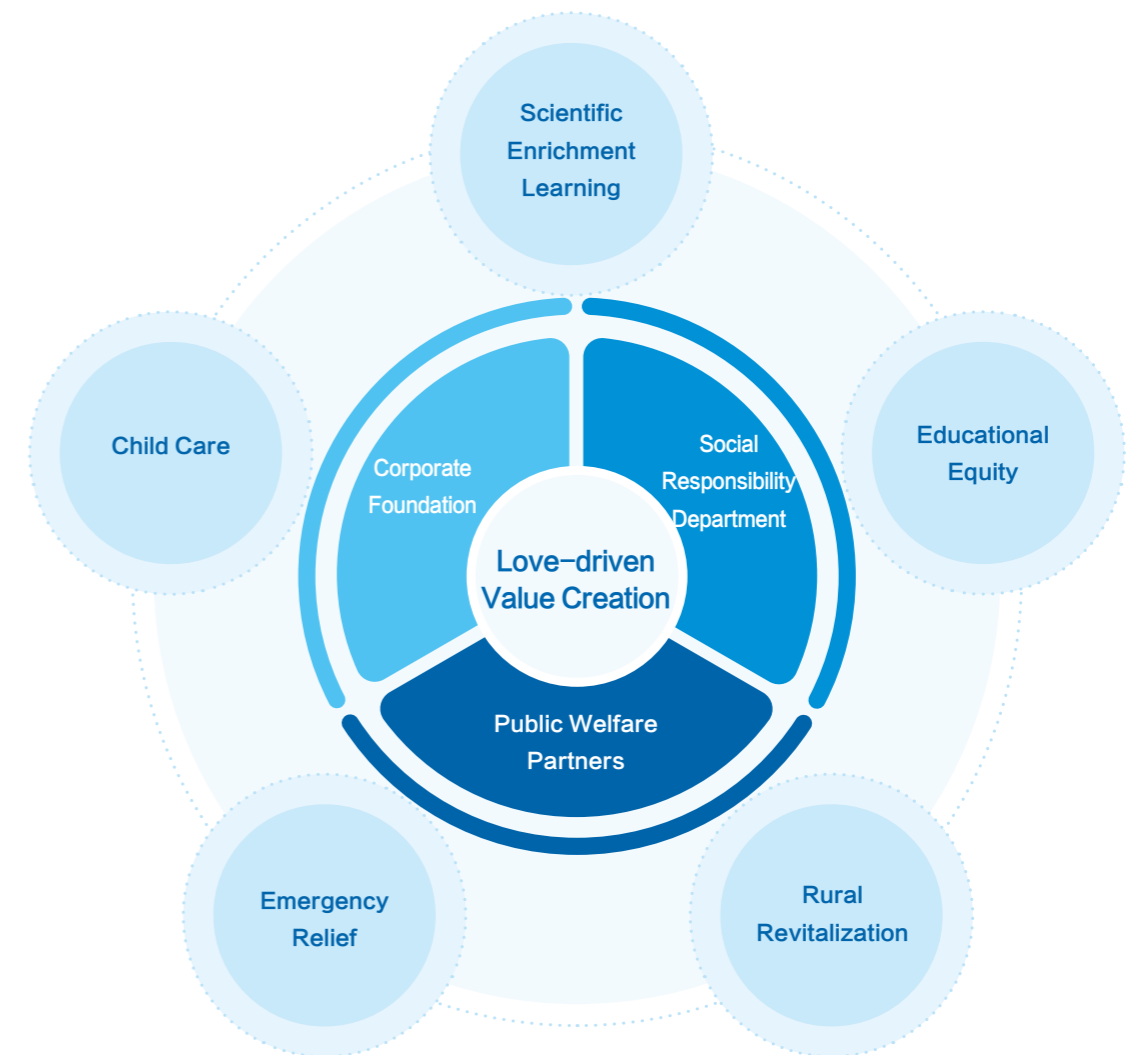 Scientific
Enrichment
Learning
Child Care
Educational
Equity
Corporate
Foundation
Social
Responsibility
Department
Love-driven
Value Creation
Public Welfare
Partners
Emergency
Relief
Rural
Revitalization